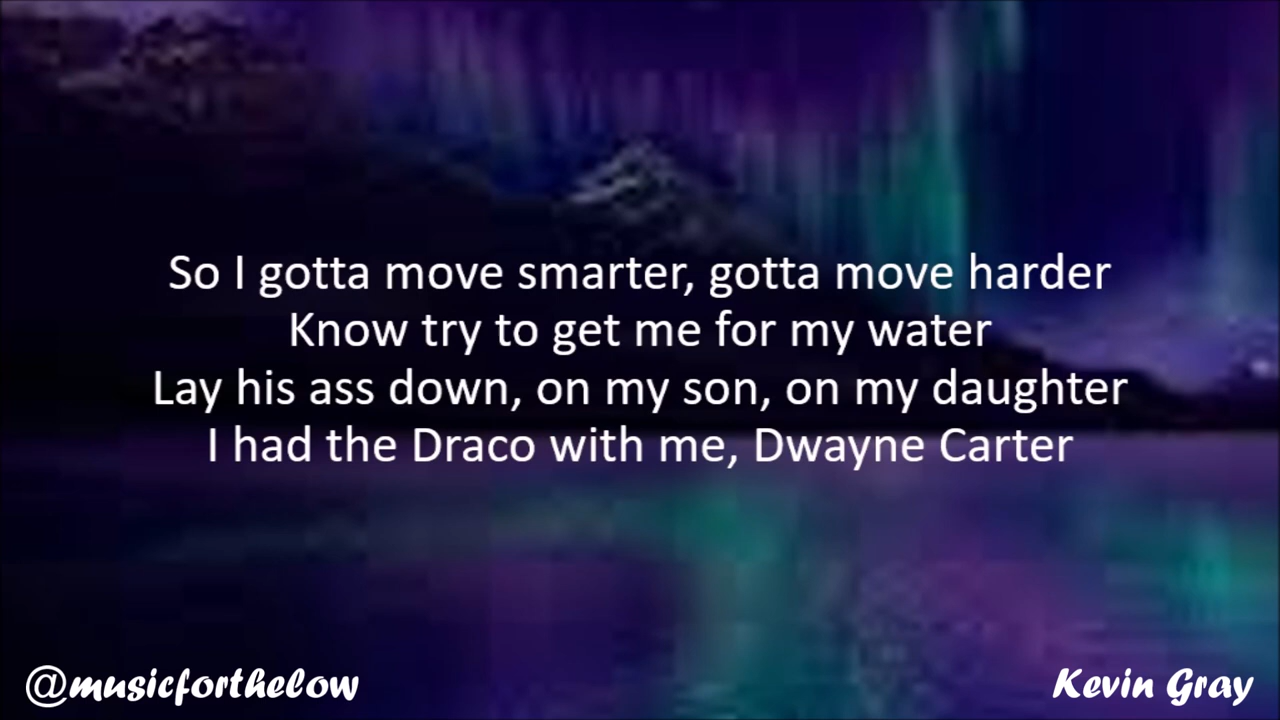 So I gotta move smarter, gotta move harder
Know try to get me for my water
Lay his ass down, on my son, on my daughter
I had the Draco with me, Dwayne Carter
@musicforthelow
Kevin Gray